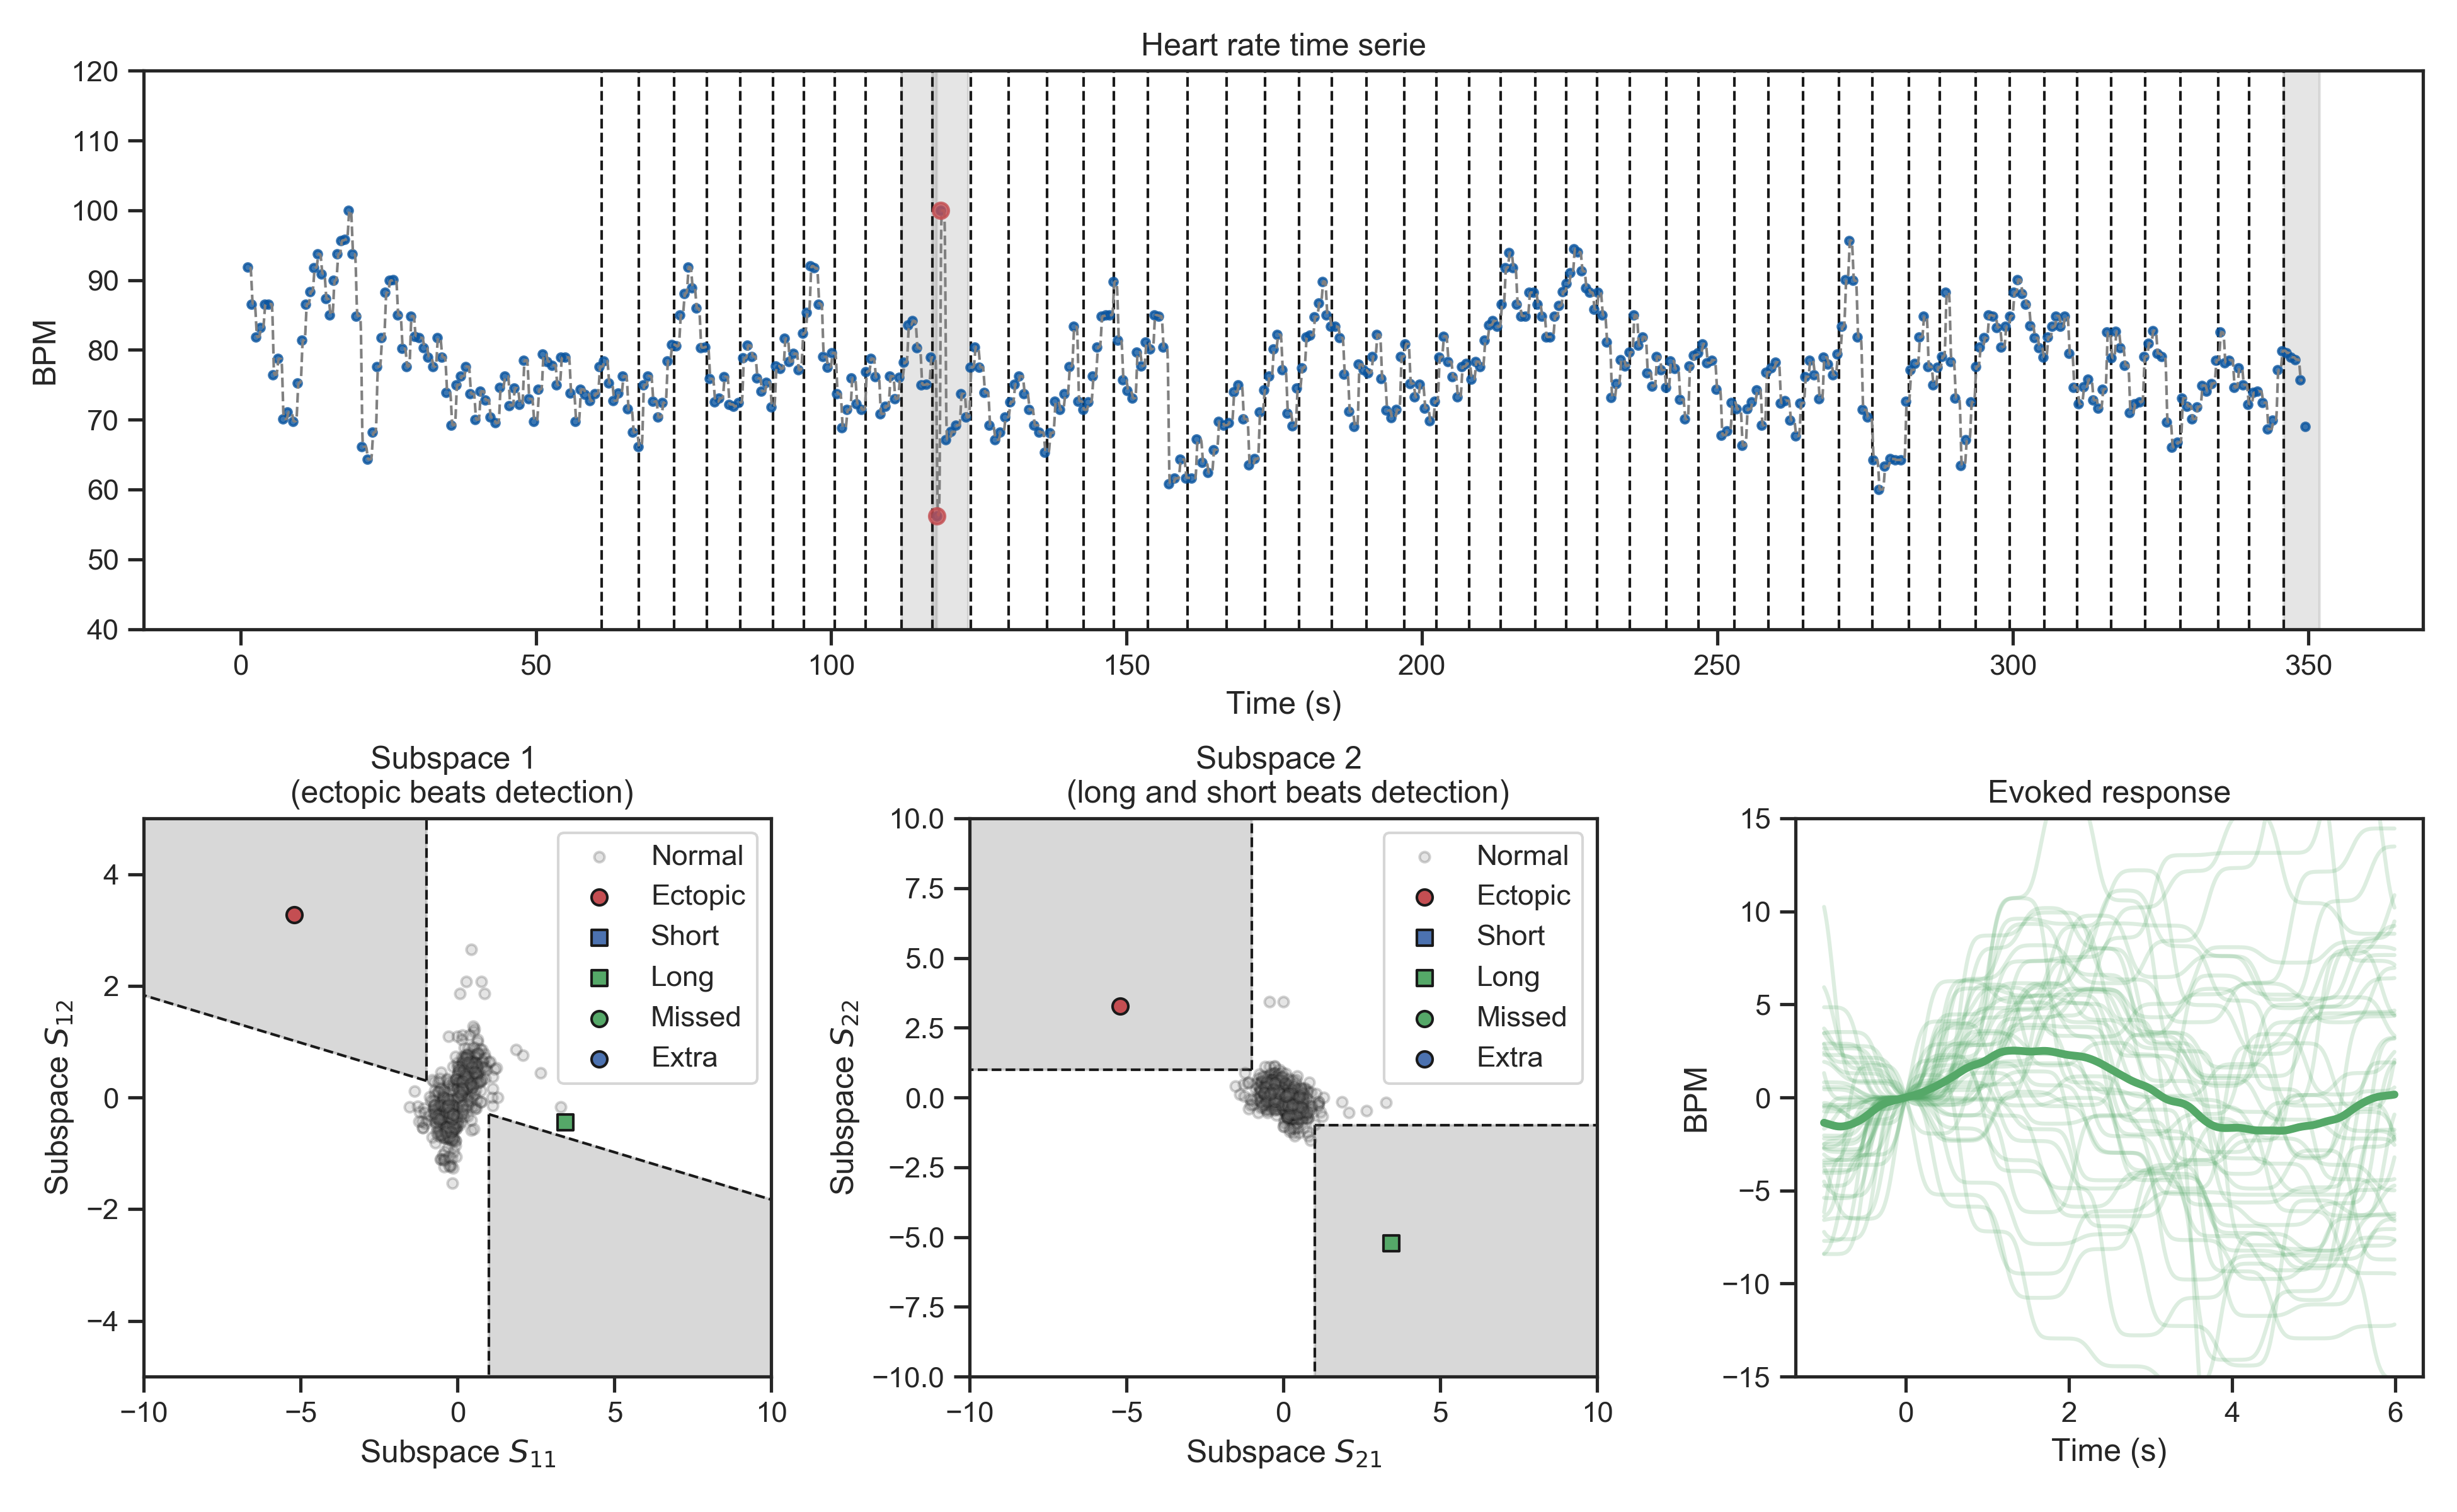 Heart rate time serie
120
110
100
90
80
70
60
50
40
BPM
0 50 100 150 200 250 300 350
Time (s)
Subspace 1
(ectopic beats detection)
4
2
0
−2
−4
Subspace S12
−10 −5 0 5 10
Subspace S11
Normal
Ectopic
Short
Long
Missed
Extra
Subspace 2
(long and short beats detection)
10.0
7.5
5.0
2.5
0.0
−2.5
−5.0
−7.5
−10.0
Subspace S22
−10 −5 0 5 10
Subspace S21
Normal
Ectopic
Short
Long
Missed
Extra
Evoked response
15
10
5
0
−5
−10
−15
BPM
0 2 4 6
Time (s)